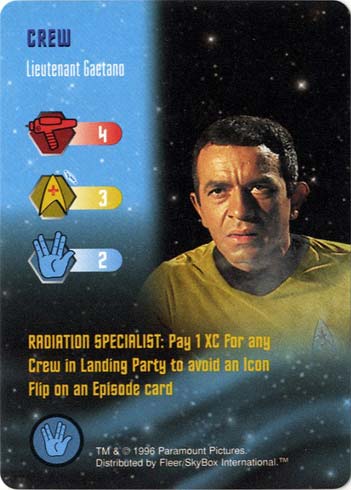 CREW
Lieutenant Gaetano
4
3
2
RADIATION SPECIALIST: Pay 1 XC for any
Crew in Landing Party to avoid an Icon
Flip on an Episode card
TM & © 1996 Paramount Pictures.
Distributed by Fleer/SkyBox International.™